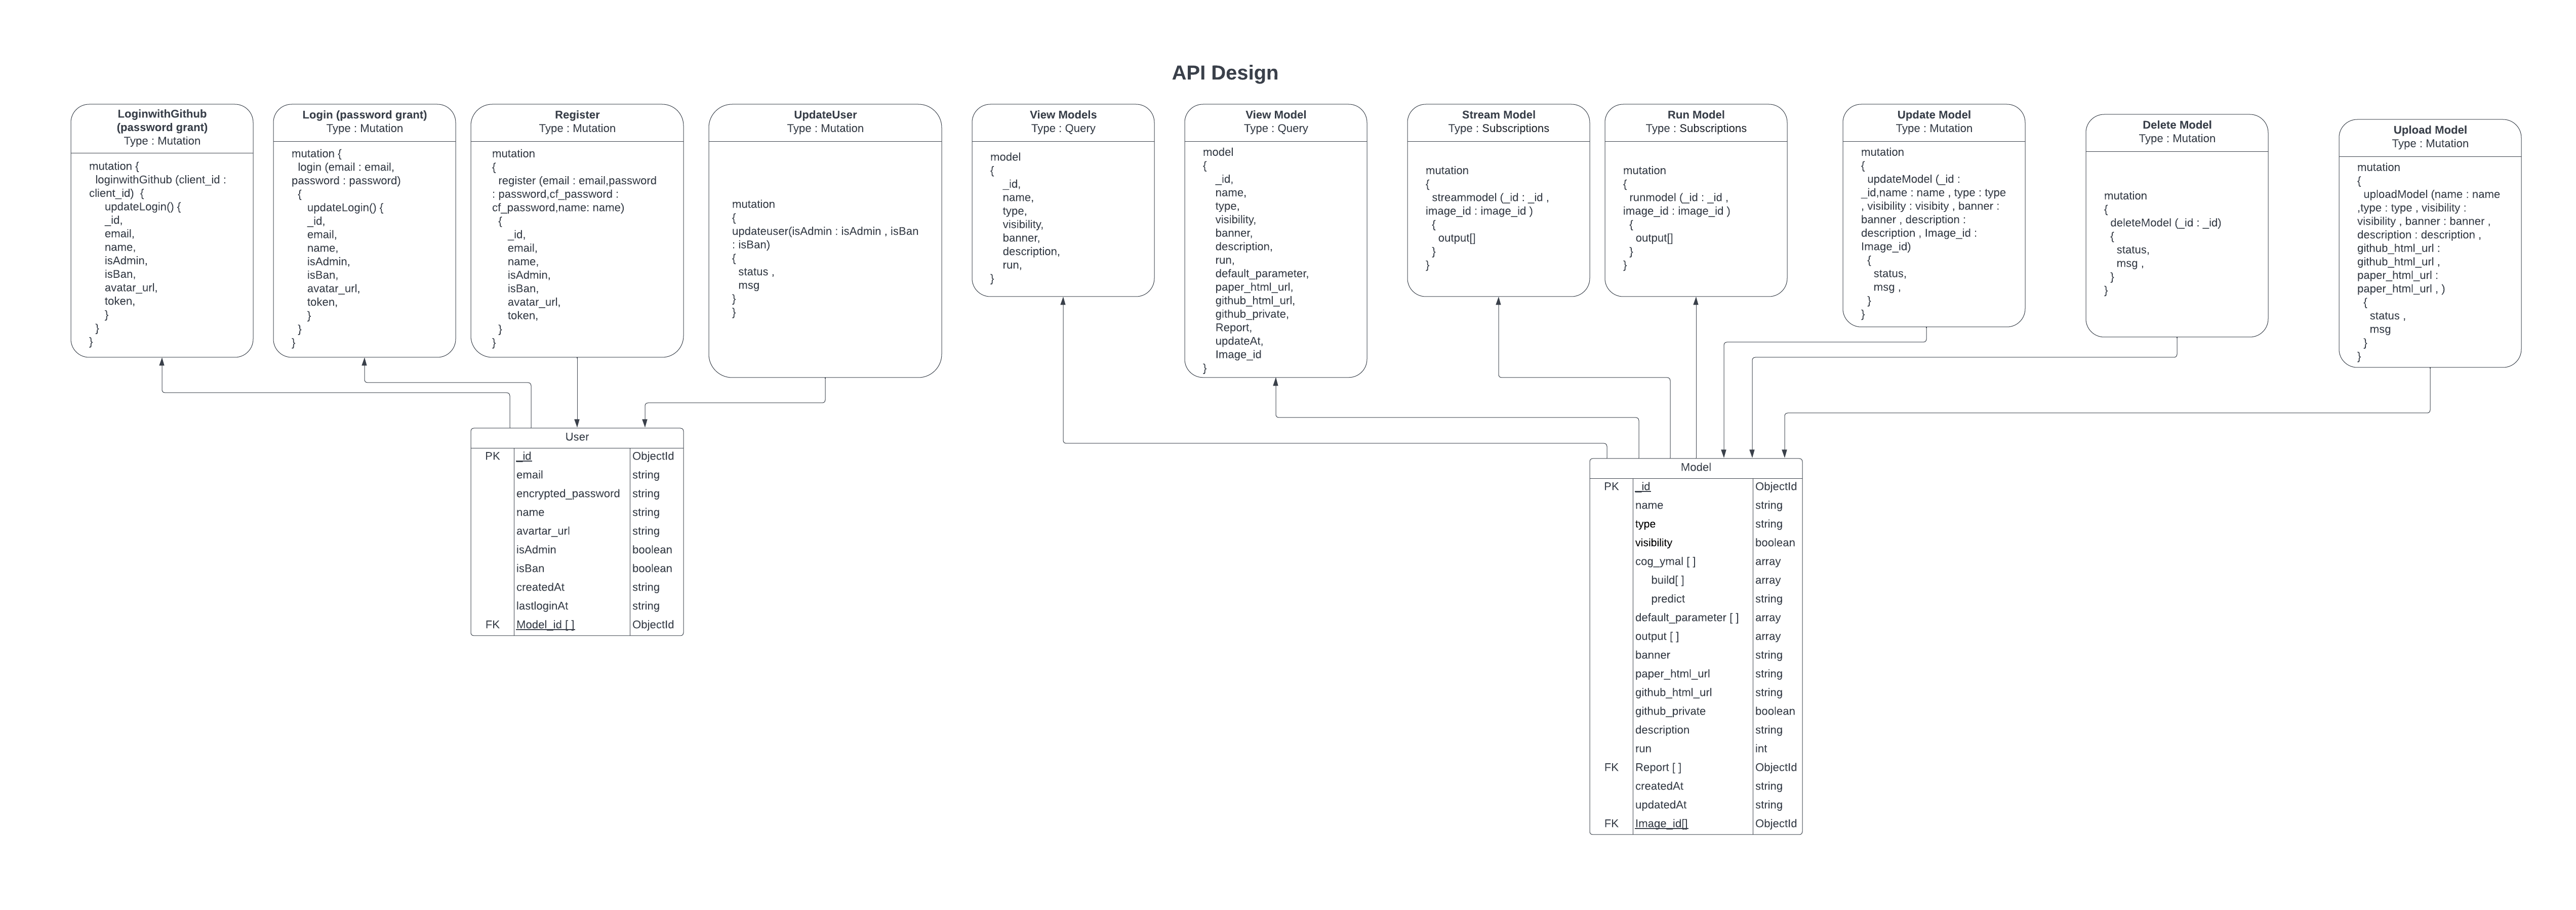 API Design
LoginwithGithub
(password grant)
Type : Mutation
mutation {
loginwithGithub (client_id :
client_id)  {
updateLogin() {
_id,
email,
name,
isAdmin,
isBan,
avatar_url,
token,
}
}
}
Login (password grant)
Type : Mutation
mutation {
login (email : email,
password : password)
{
updateLogin() {
_id,
email,
name,
isAdmin,
isBan,
avatar_url,
token,
}
}
}
Register
Type : Mutation
mutation
{
register (email : email,password
: password,cf_password :
cf_password,name: name)
{
_id,
email,
name,
isAdmin,
isBan,
avatar_url,
token,
}
}
UpdateUser
Type : Mutation
mutation
{
updateuser(isAdmin : isAdmin , isBan
: isBan)
{
status ,
msg
}
}
View Models
Type : Query
model
{
_id,
name,
type,
visibility,
banner,
description,
run,
}
View Model
Type : Query
model
{
_id,
name,
type,
visibility,
banner,
description,
run,
default_parameter,
paper_html_url,
github_html_url,
github_private,
Report,
updateAt,
Image_id
}
Stream Model
Type : Subscriptions
mutation
{
streammodel (_id : _id ,
image_id : image_id )
{
output[]
}
}
Run Model
Type : Subscriptions
mutation
{
runmodel (_id : _id ,
image_id : image_id )
{
output[]
}
}
Update Model
Type : Mutation
mutation
{
updateModel (_id :
_id,name : name , type : type
, visibility : visibity , banner :
banner , description :
description , Image_id :
Image_id)
{
status,
msg ,
}
}
Delete Model
Type : Mutation
mutation
{
deleteModel (_id : _id)
{
status,
msg ,
}
}
Upload Model
Type : Mutation
mutation
{
uploadModel (name : name
,type : type , visibility :
visibility , banner : banner ,
description : description ,
github_html_url :
github_html_url ,
paper_html_url :
paper_html_url , )
{
status ,
msg
}
}
User
PK _id ObjectId
email string
encrypted_password string
name string
avartar_url string
isAdmin boolean
isBan boolean
createdAt string
lastloginAt string
FK Model_id [ ] ObjectId
Model
PK _id ObjectId
name string
type string
visibility boolean
cog_ymal [ ] array
build[ ] array
predict string
default_parameter [ ] array
output [ ] array
banner string
paper_html_url string
github_html_url string
github_private boolean
description string
run int
FK Report [ ] ObjectId
createdAt string
updatedAt string
FK Image_id[] ObjectId